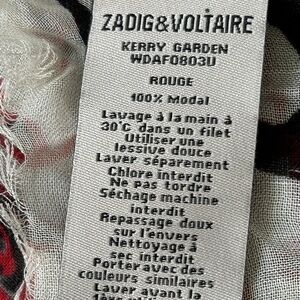 ZADIG&VOLTAIRE
KERRY GARDEN
WDAF0803U
ROUGE
100% Modal
Lavage à la main à
30°C dans un filet
Utiliser une
lessive douce
Laver séparement
Chlore interdit
Ne pas tordre
Séchage machine
interdit
Repassage doux
sur l'envers
Nettoyage à
sec interdit
Porter avec des
couleurs similaires
Laver avant la